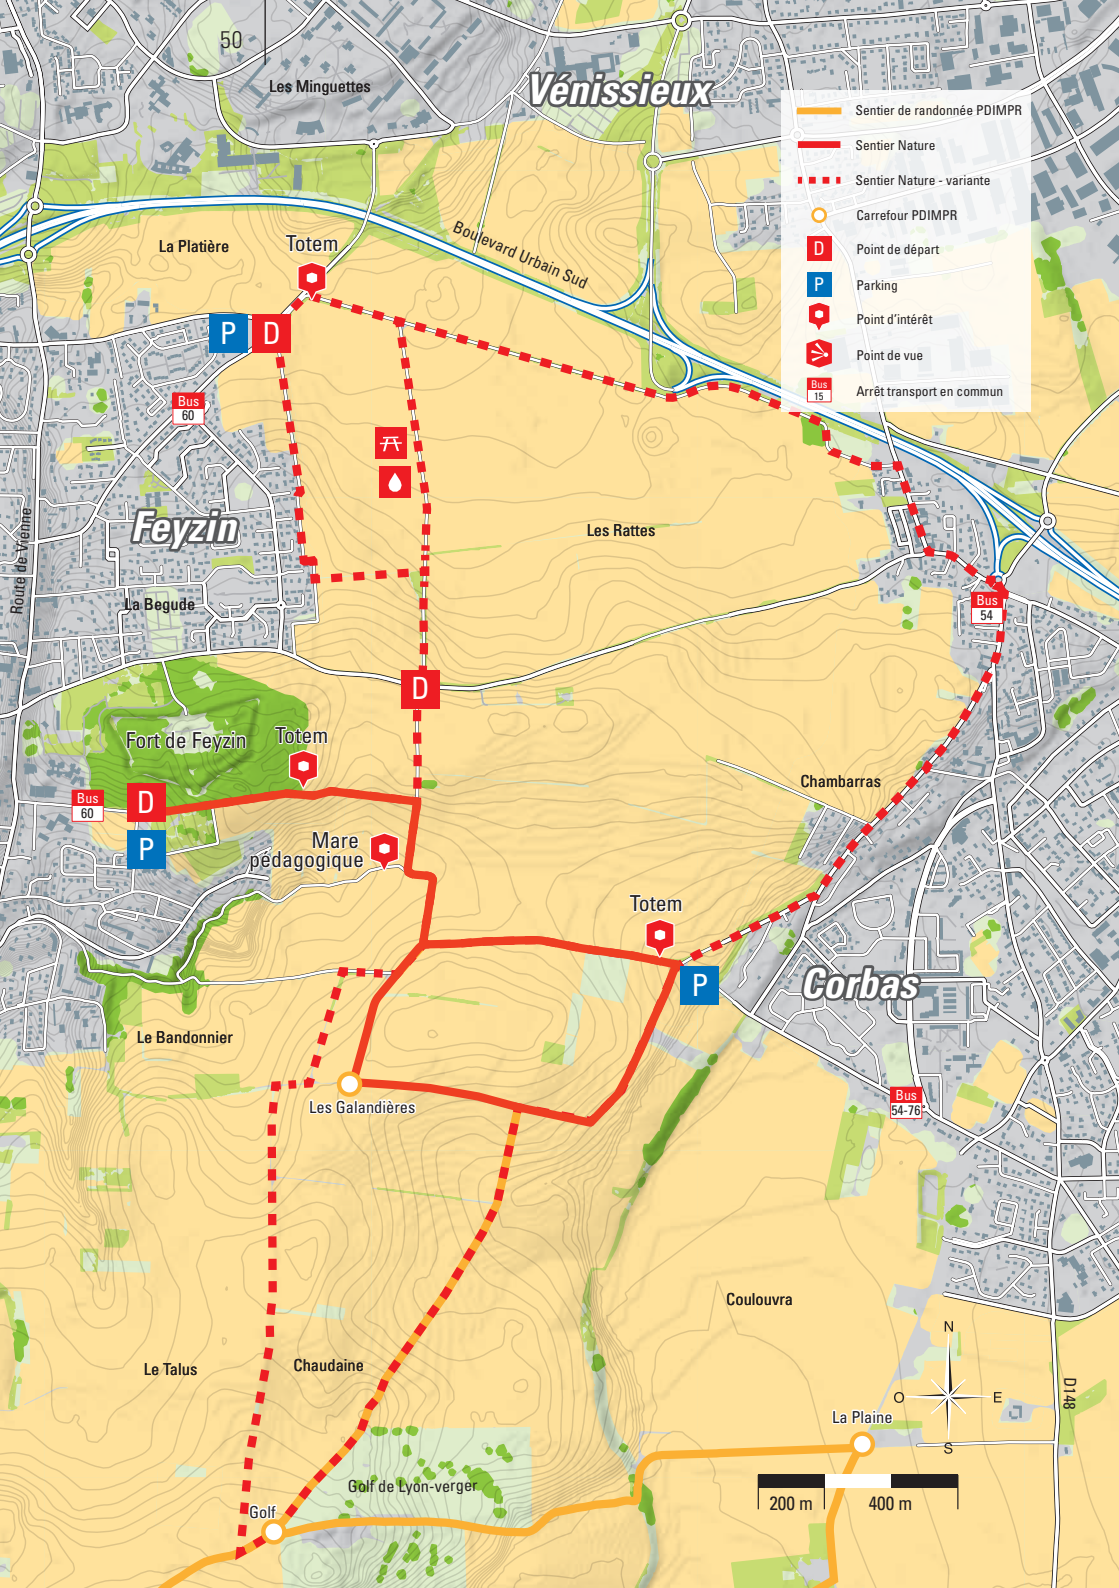 50
Les Minguettes
Vénissieux
Sentier de randonnée PDIMPR
Sentier Nature
Sentier Nature - variante
Carrefour PDIMPR
D
Point de départ
P
Parking
Point d'intérêt
Point de vue
Bus
15
Arrêt transport en commun
La Platière
Totem
Boulevard Urbain Sud
P
D
Bus
60
Feyzin
Route de Vienne
Les Rattes
La Begude
Bus
54
D
Fort de Feyzin
Totem
Chambarras
Bus
60
D
P
Mare
pédagogique
Totem
P
Corbas
Le Bandonnier
Les Galandières
Bus
54-76
Coulouvra
N
O
E
S
D148
Le Talus
Chaudaine
La Plaine
Golf de Lyon-verger
Golf
200 m
400 m